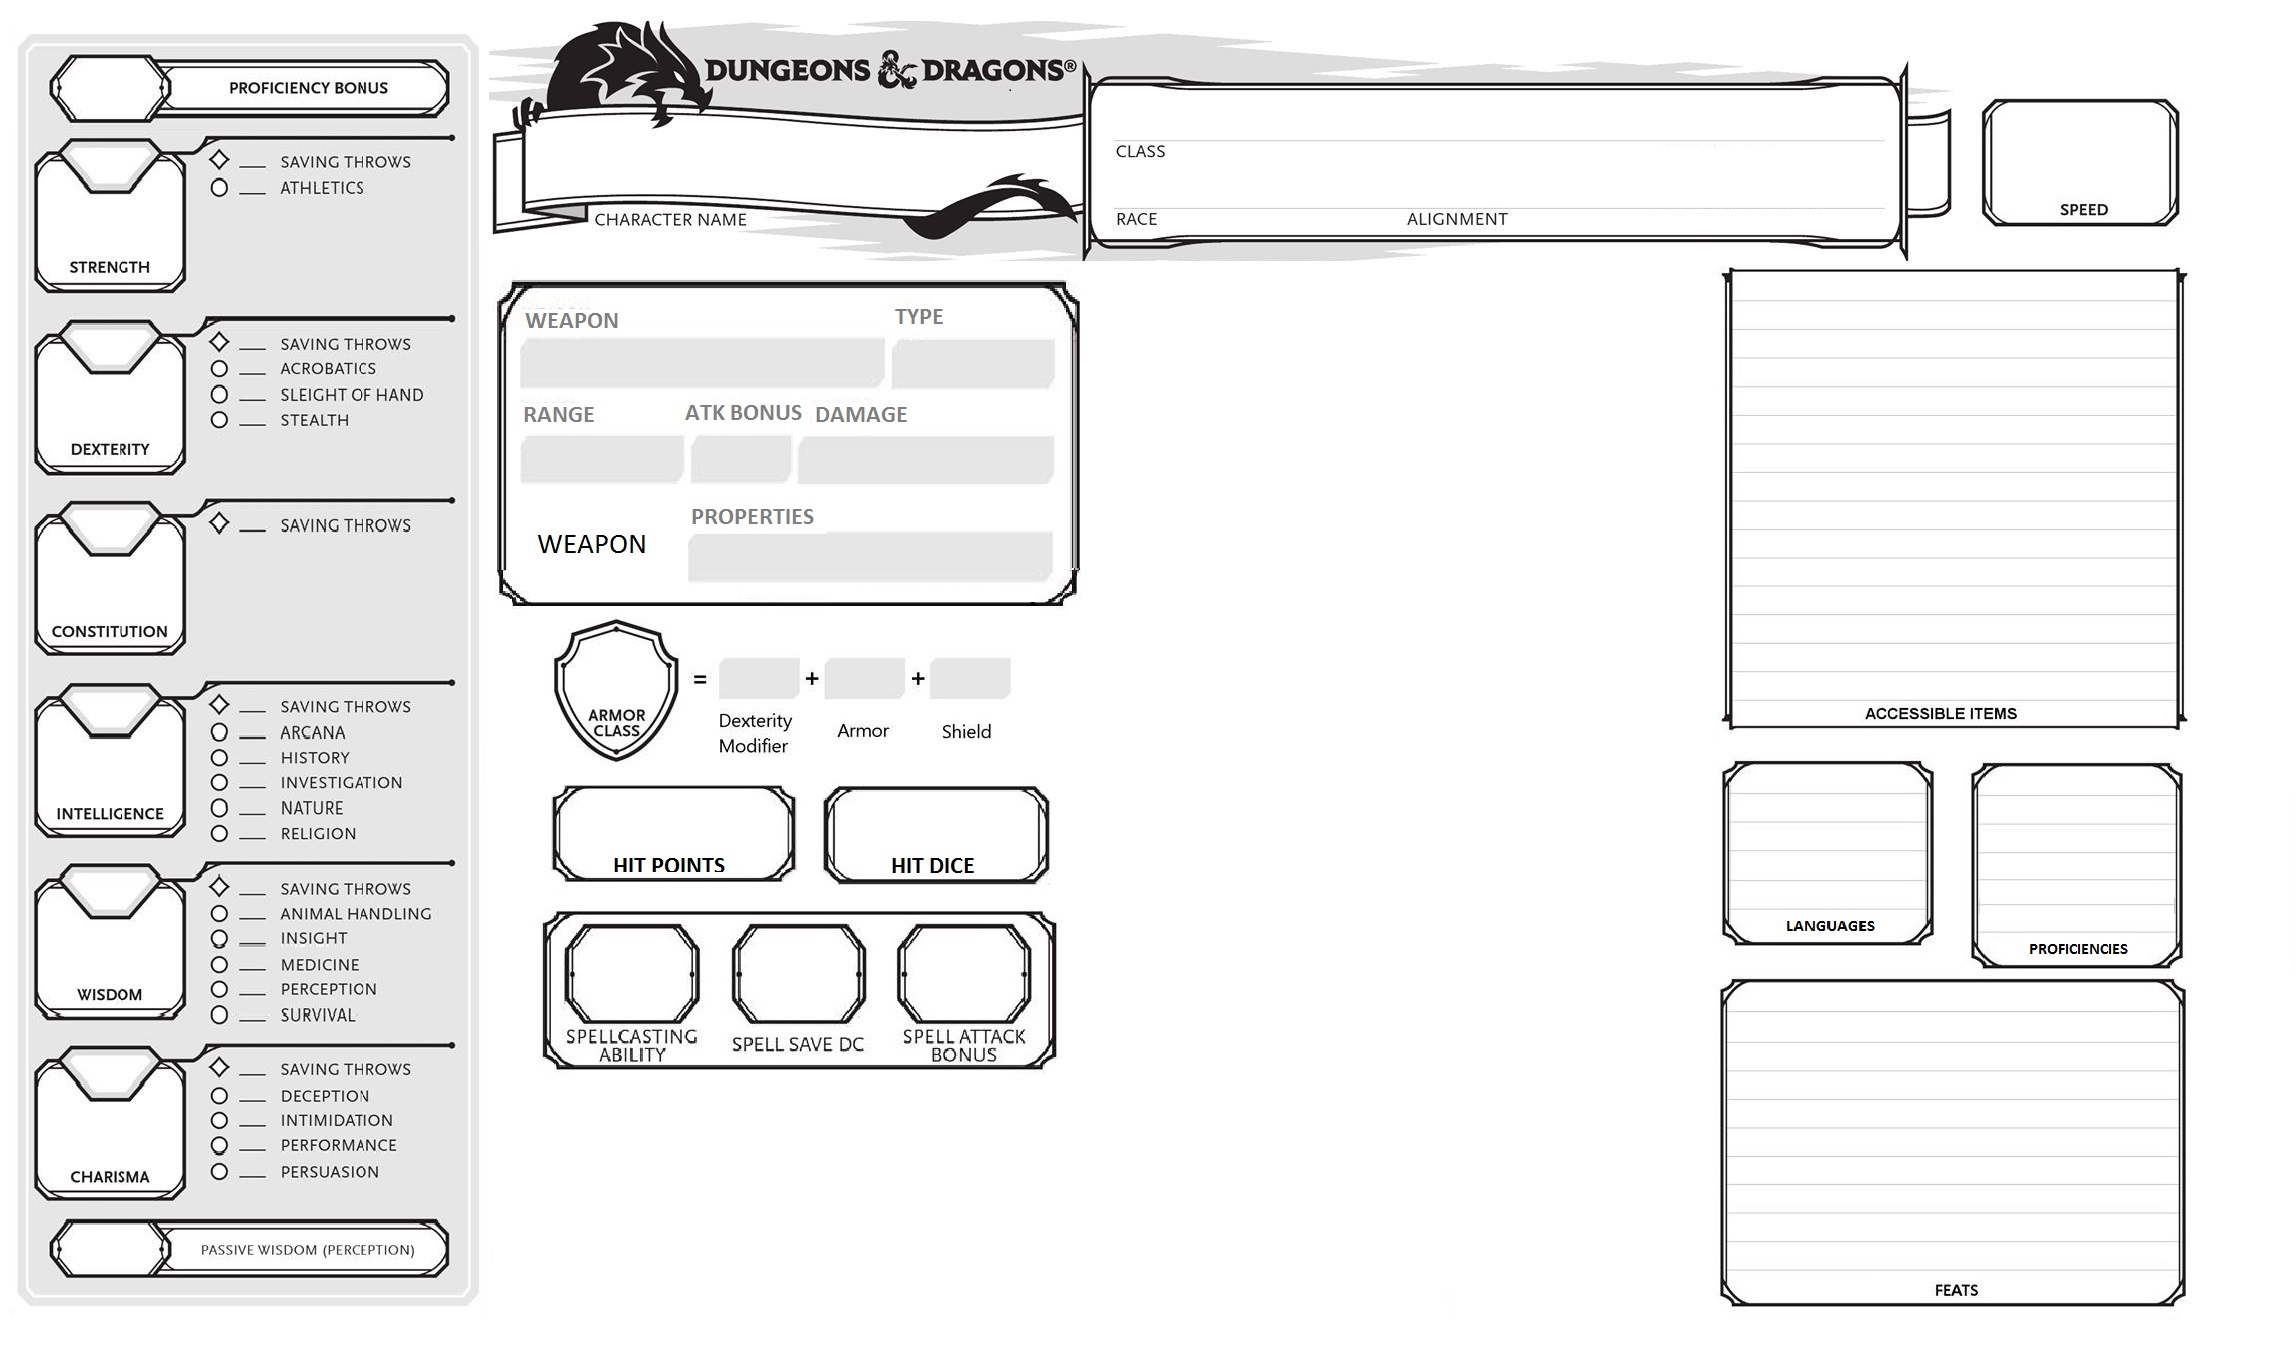 PROFICIENCY BONUS
STRENGTH
SAVING THROWS
ATHLETICS
DEXTERITY
SAVING THROWS
ACROBATICS
SLEIGHT OF HAND
STEALTH
CONSTITUTION
SAVING THROWS
INTELLIGENCE
SAVING THROWS
ARCANA
HISTORY
INVESTIGATION
NATURE
RELIGION
WISDOM
SAVING THROWS
ANIMAL HANDLING
INSIGHT
MEDICINE
PERCEPTION
SURVIVAL
CHARISMA
SAVING THROWS
DECEPTION
INTIMIDATION
PERFORMANCE
PERSUASION
PASSIVE WISDOM (PERCEPTION)
DUNGEONS & DRAGONS®
CHARACTER NAME
CLASS
RACE ALIGNMENT
SPEED
WEAPON TYPE
RANGE ATK BONUS DAMAGE
PROPERTIES
WEAPON
ARMOR
CLASS
= + +
Dexterity
Modifier
Armor
Shield
HIT POINTS
HIT DICE
SPELLCASTING
ABILITY
SPELL SAVE DC
SPELL ATTACK
BONUS
ACCESSIBLE ITEMS
LANGUAGES
PROFICIENCIES
FEATS